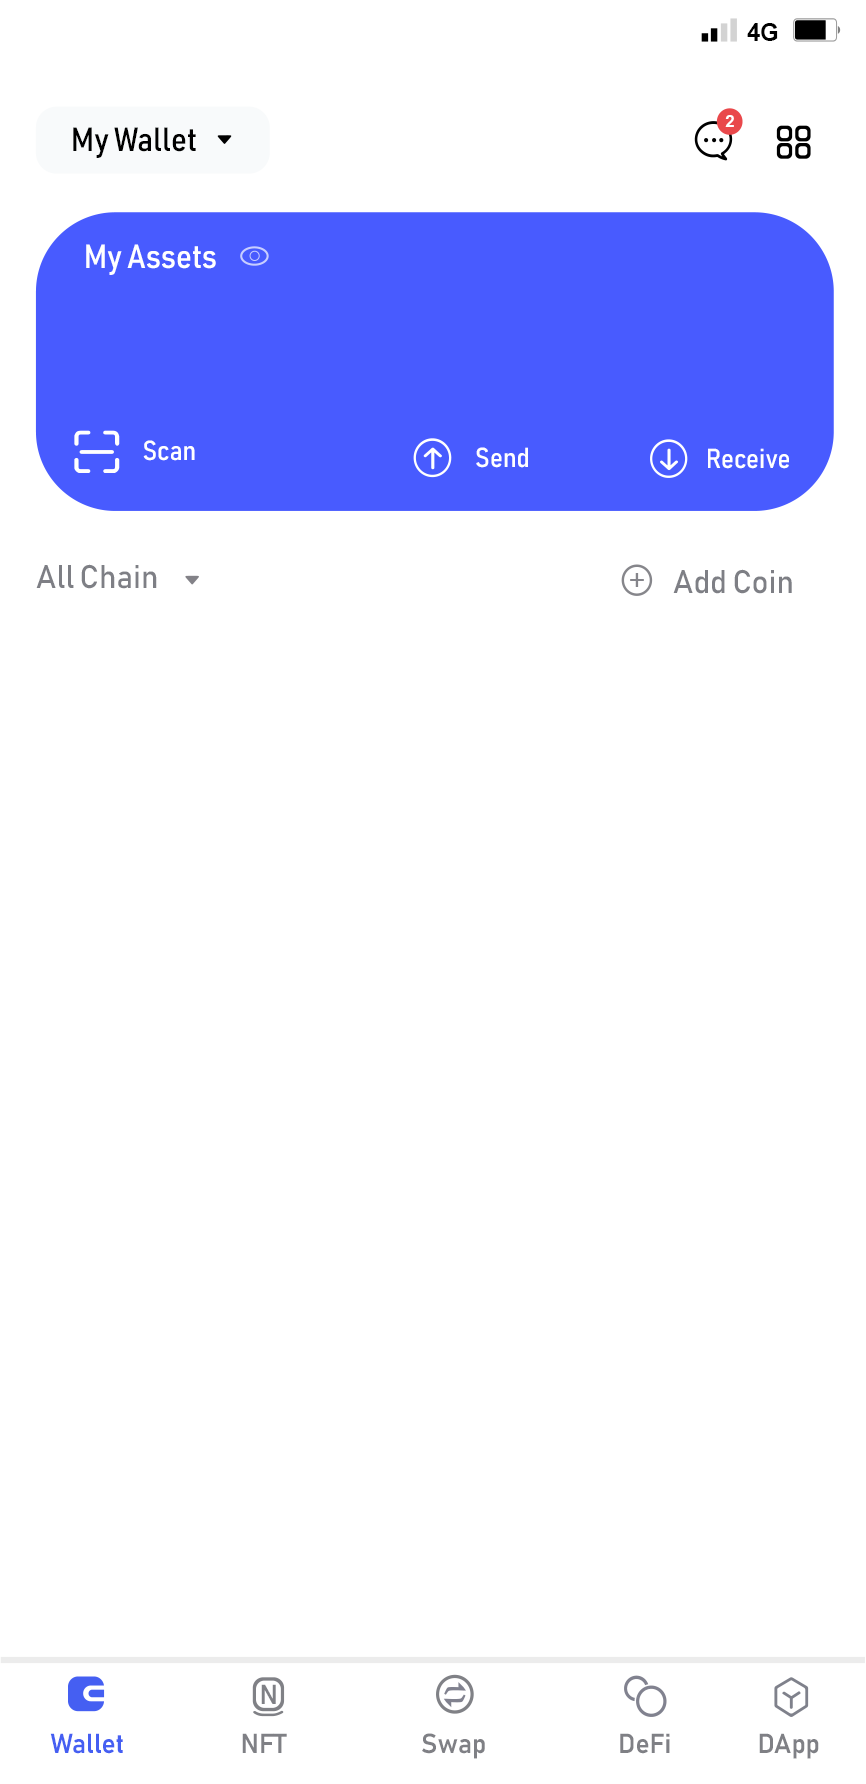 4G
My Wallet
2
My Assets
Scan
Send
Receive
All Chain
Add Coin
N
Wallet
NFT
Swap
DeFi
DApp